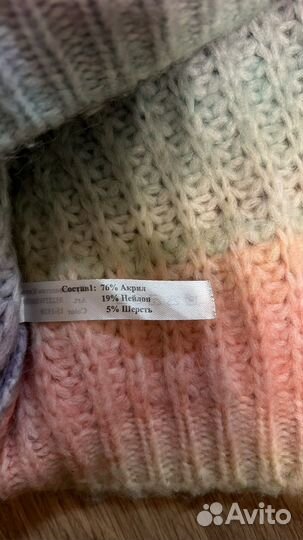 Состав1: 76% Акрил
19% Нейлон
5% Шерсть
Avito